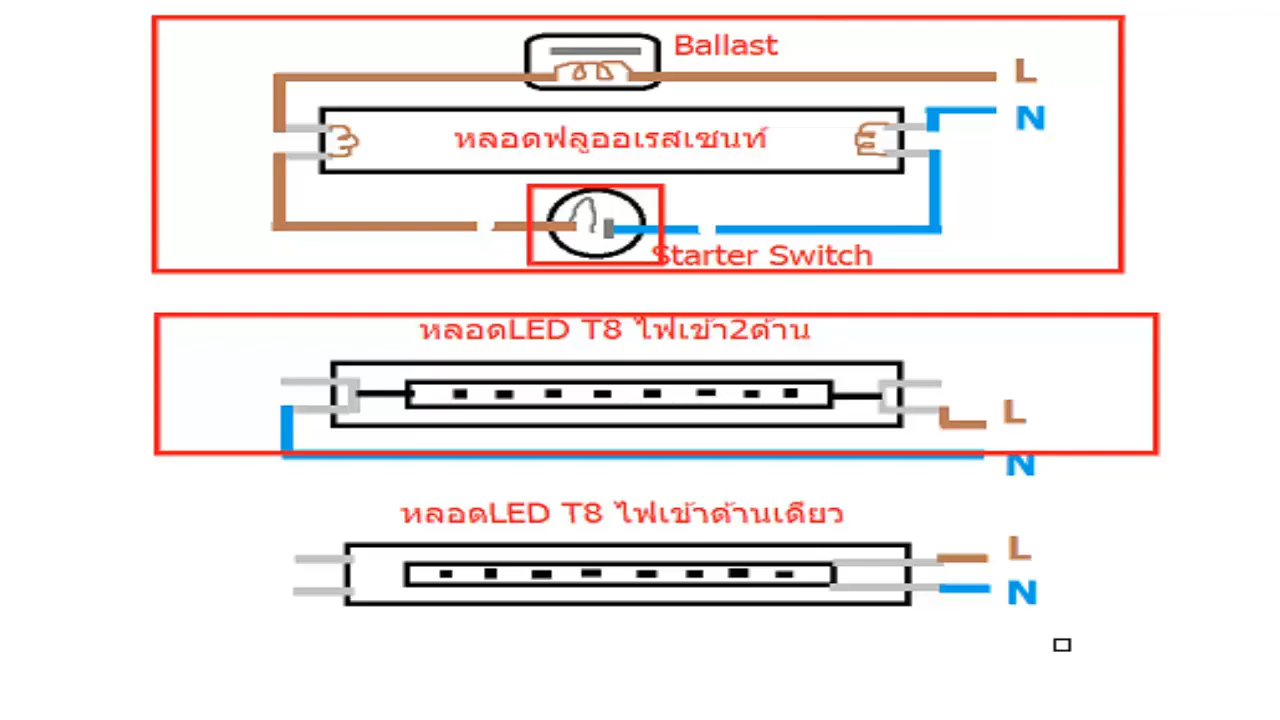 Ballast
L
N
หลอดฟลูออเรสเซนท์
Starter Switch
หลอดLED T8 ไฟเข้า2ด้าน
L
N
หลอดLED T8 ไฟเข้าด้านเดียว
L
N